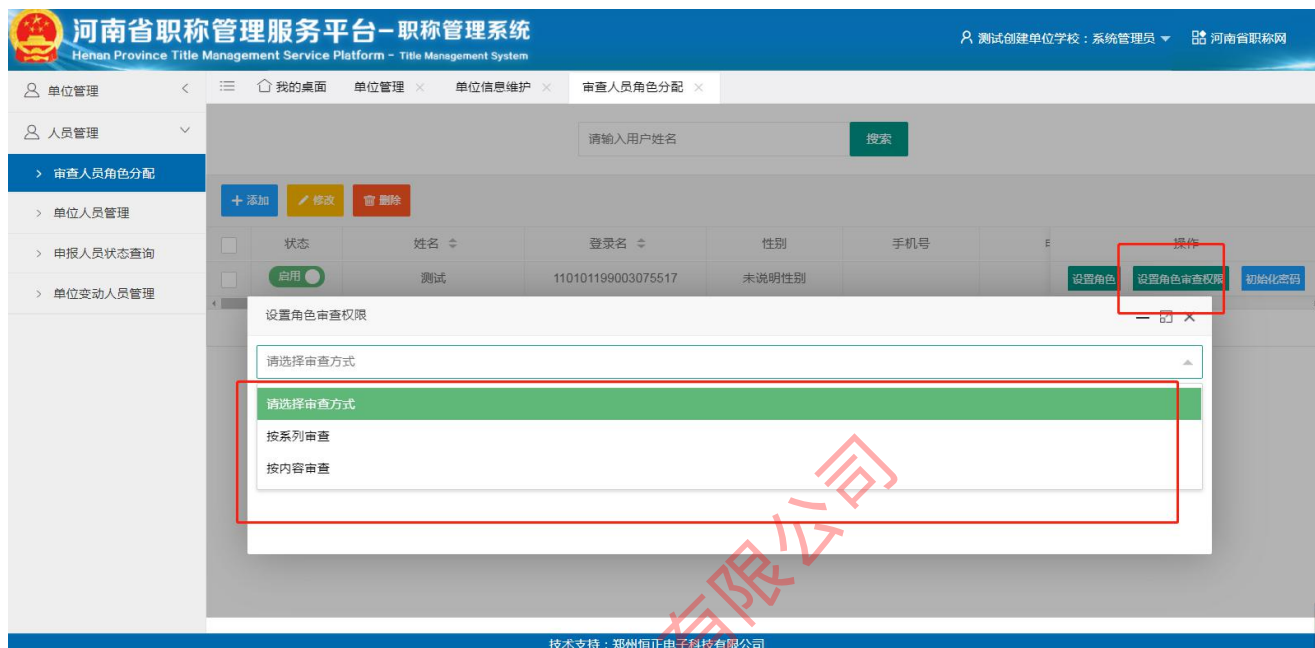 河南省职称管理服务平台-职称管理系统
Henan Province Title Management Service Platform - Title Management System
测试创建单位学校：系统管理员
河南省职称网
单位管理
我的桌面 单位管理 单位信息维护 审查人员角色分配
人员管理
请输入用户姓名 搜索
审查人员角色分配
添加 修改 删除
单位人员管理
状态 姓名 登录名 性别 手机号 操作
申报人员状态查询
启用 测试 110101199003075517 未说明性别 设置角色 设置角色审查权限 初始化密码
单位变动人员管理
设置角色审查权限
请选择审查方式
请选择审查方式
按系列审查
按内容审查
有限公司
技术支持：郑州恒正电子科技有限公司